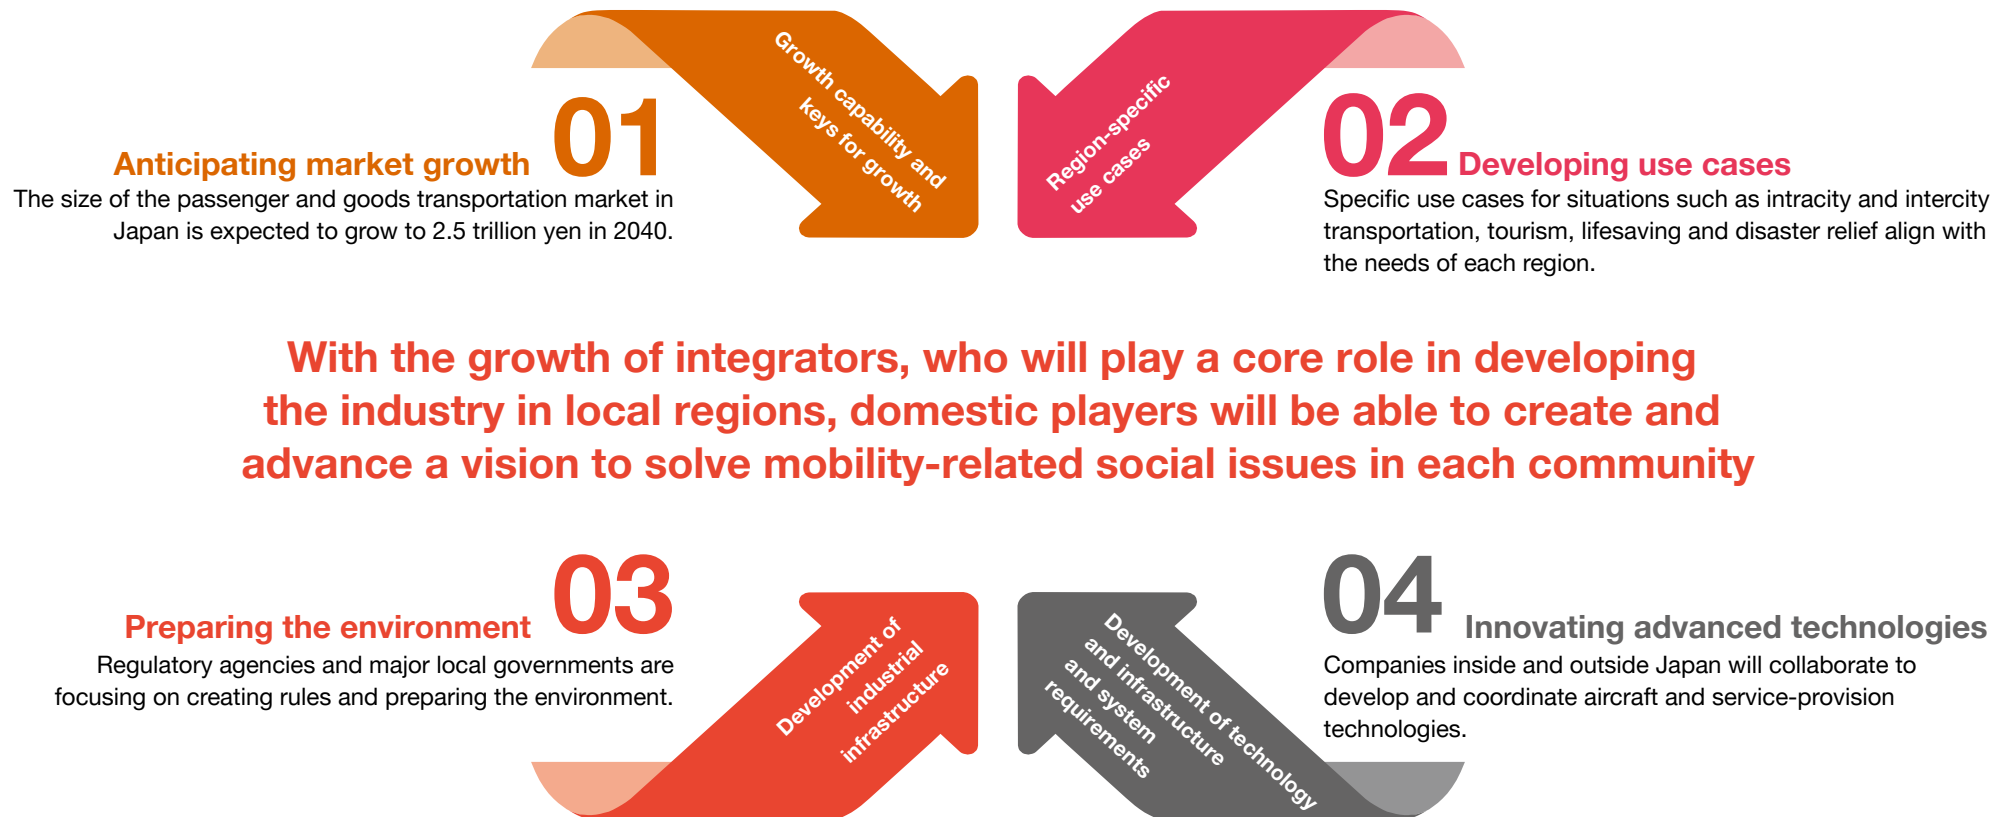 Growth capability and
keys for growth
Region-specific
use cases
01
Anticipating market growth
The size of the passenger and goods transportation market in
Japan is expected to grow to 2.5 trillion yen in 2040.
02
Developing use cases
Specific use cases for situations such as intracity and intercity
transportation, tourism, lifesaving and disaster relief align with
the needs of each region.
With the growth of integrators, who will play a core role in developing
the industry in local regions, domestic players will be able to create and
advance a vision to solve mobility-related social issues in each community
03
Preparing the environment
Regulatory agencies and major local governments are
focusing on creating rules and preparing the environment.
Development of
industrial
infrastructure
Development of technology
and infrastructure
and system
requirements
04
Innovating advanced technologies
Companies inside and outside Japan will collaborate to
develop and coordinate aircraft and service-provision
technologies.